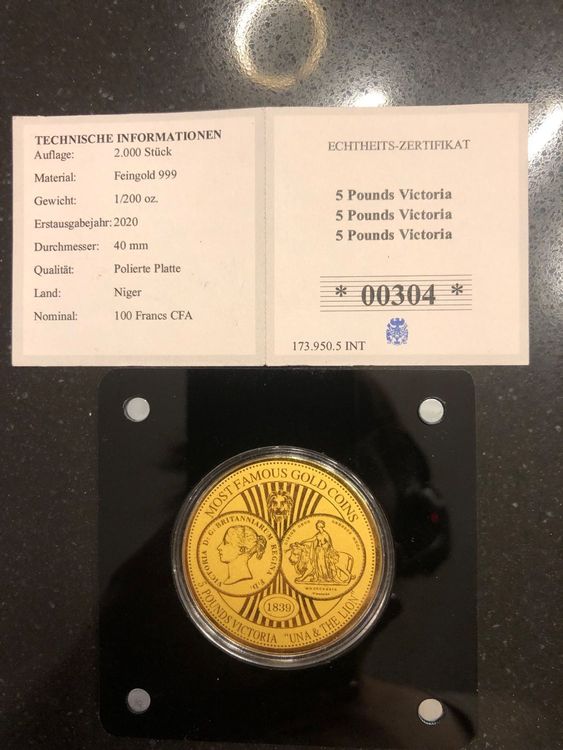 TECHNISCHE INFORMATIONEN
Auflage: 2.000 Stück
Material: Feingold 999
Gewicht: 1/200 oz.
Erstausgabejahr: 2020
Durchmesser: 40 mm
Qualität: Polierte Platte
Land: Niger
Nominal: 100 Francs CFA
ECHTHEITS-ZERTIFIKAT
5 Pounds Victoria
5 Pounds Victoria
5 Pounds Victoria
* 00304 *
173.950.5 INT
MOST FAMOUS GOLD COINS
VICTORIA D: G: BRITANNIARUM REGINA F:D:
MDCCCXXXIX
1839
5 POUNDS VICTORIA "UNA & THE LION"